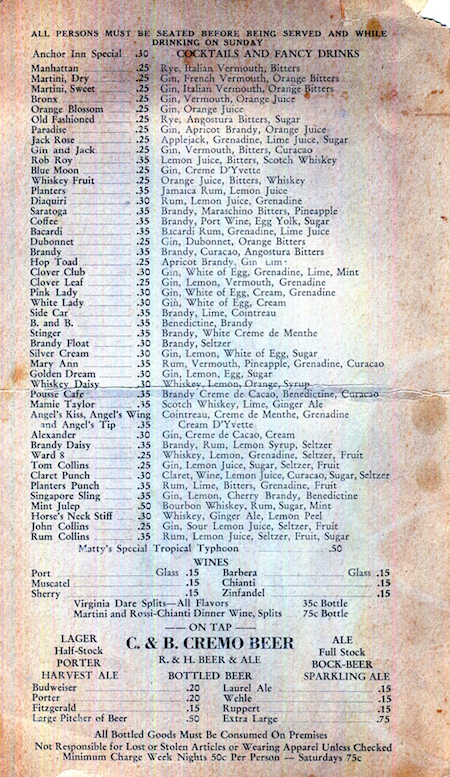 ALL PERSONS MUST BE SEATED BEFORE BEING SERVED AND WHILE
DRINKING ON SUNDAY
Anchor Inn Special .30 COCKTAILS AND FANCY DRINKS
Manhattan .25 Rye, Italian Vermouth, Bitters
Martini, Dry .25 Gin, French Vermouth, Orange Bitters
Martini, Sweet .25 Gin, Italian Vermouth, Orange Bitters
Bronx .25 Gin, Vermouth, Orange Juice
Orange Blossom .25 Gin, Orange Juice
Old Fashioned .25 Rye, Angostura Bitters, Sugar
Paradise .25 Gin, Apricot Brandy, Orange Juice
Jack Rose .25 Applejack, Grenadine, Lime Juice, Sugar
Gin and Jack .25 Gin, Vermouth, Bitters, Curacao
Rob Roy .35 Lemon Juice, Bitters, Scotch Whiskey
Blue Moon .25 Gin, Creme D'Yvette
Whiskey Fruit .25 Orange Juice, Bitters, Whiskey
Planters .35 Jamaica Rum, Lemon Juice
Diaquiri .30 Rum, Lemon Juice, Grenadine
Saratoga .35 Brandy, Maraschino Bitters, Pineapple
Coffee .35 Brandy, Port Wine, Egg Yolk, Sugar
Bacardi .35 Bacardi Rum, Grenadine, Lime Juice
Dubonnet .25 Gin, Dubonnet, Orange Bitters
Brandy .35 Brandy, Curacao, Angostura Bitters
Hop Toad .25 Apricot Brandy, Gin Lime
Clover Club .30 Gin, White of Egg, Grenadine, Lime, Mint
Clover Leaf .25 Gin, Lemon, Vermouth, Grenadine
Pink Lady .30 Gin, White of Egg, Cream, Grenadine
White Lady .30 Gin, White of Egg, Cream
Side Car .35 Brandy, Lime, Cointreau
B. and B. .35 Benedictine, Brandy
Stinger .35 Brandy, White Creme de Menthe
Brandy Float .30 Brandy, Seltzer
Silver Cream .30 Gin, Lemon, White of Egg, Sugar
Mary Ann .35 Rum, Vermouth, Pineapple, Grenadine, Curacao
Golden Dream .30 Gin, Lemon, Egg, Sugar
Whiskey Daisy .30 Whiskey, Lemon, Orange, Syrup
Pousse Cafe .35 Brandy Creme de Cacao, Benedictine, Curacao
Mamie Taylor .35 Scotch Whiskey, Lime, Ginger Ale
Angel's Kiss, Angel's Wing Cointreau, Creme de Menthe, Grenadine
and Angel's Tip .35 Cream D'Yvette
Alexander .30 Gin, Creme de Cacao, Cream
Brandy Daisy .35 Brandy, Rum, Lemon Syrup, Seltzer
Ward 8 .25 Whiskey, Lemon, Grenadine, Seltzer, Fruit
Tom Collins .25 Gin, Lemon Juice, Sugar, Seltzer, Fruit
Claret Punch .30 Claret, Wine, Lemon Juice, Curacao, Sugar, Seltzer
Planters Punch .35 Rum, Lime, Bitters, Grenadine, Fruit
Singapore Sling .35 Gin, Lemon, Cherry Brandy, Benedictine
Mint Julep .50 Bourbon Whiskey, Rum, Sugar, Mint
Horse's Neck Stiff .30 Whiskey, Ginger Ale, Lemon Peel
John Collins .25 Gin, Sour Lemon Juice, Seltzer, Fruit
Rum Collins .35 Rum, Lemon Juice, Seltzer, Fruit, Sugar
Matty's Special Tropical Typhoon .50
WINES
Port Glass .15 Barbera Glass .15
Muscatel .15 Chianti .15
Sherry .15 Zinfandel .15
Virginia Dare Splits—All Flavors 35c Bottle
Martini and Rossi-Chianti Dinner Wine, Splits 75c Bottle
—— ON TAP ——
LAGER C. & B. CREMO BEER ALE
Half-Stock Full Stock
PORTER R. & H. BEER & ALE BOCK-BEER
HARVEST ALE BOTTLED BEER SPARKLING ALE
Budweiser .20 Laurel Ale .15
Porter .20 Wehle .15
Fitzgerald .15 Ruppert .15
Large Pitcher of Beer .50 Extra Large .75
All Bottled Goods Must be Consumed On Premises
Not Responsible for Lost or Stolen Articles or Wearing Apparel Unless Checked
Minimum Charge Week Nights 50c Per Person — Saturdays 75c